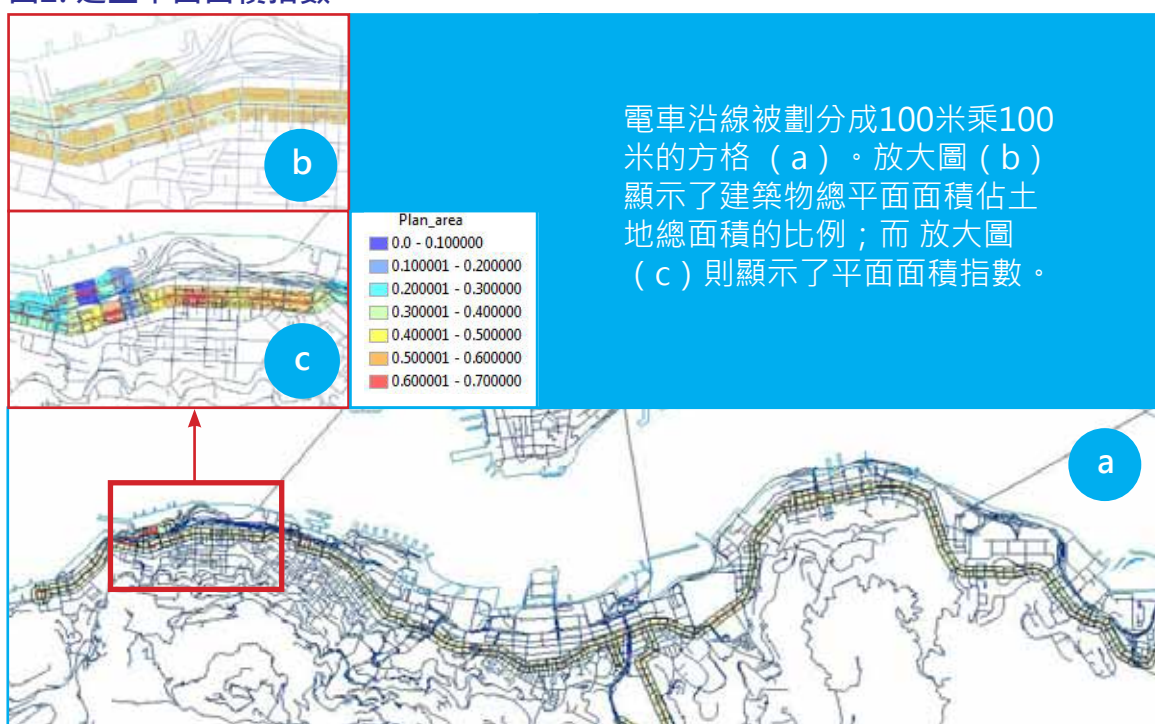 b
電車沿線被劃分成100米乘100
米的方格（a）。放大圖（b）
顯示了建築物總平面面積佔土
地總面積的比例；而 放大圖
（c）則顯示了平面面積指數。
c
Plan_area
0.0 - 0.100000
0.100001 - 0.200000
0.200001 - 0.300000
0.300001 - 0.400000
0.400001 - 0.500000
0.500001 - 0.600000
0.600001 - 0.700000
a